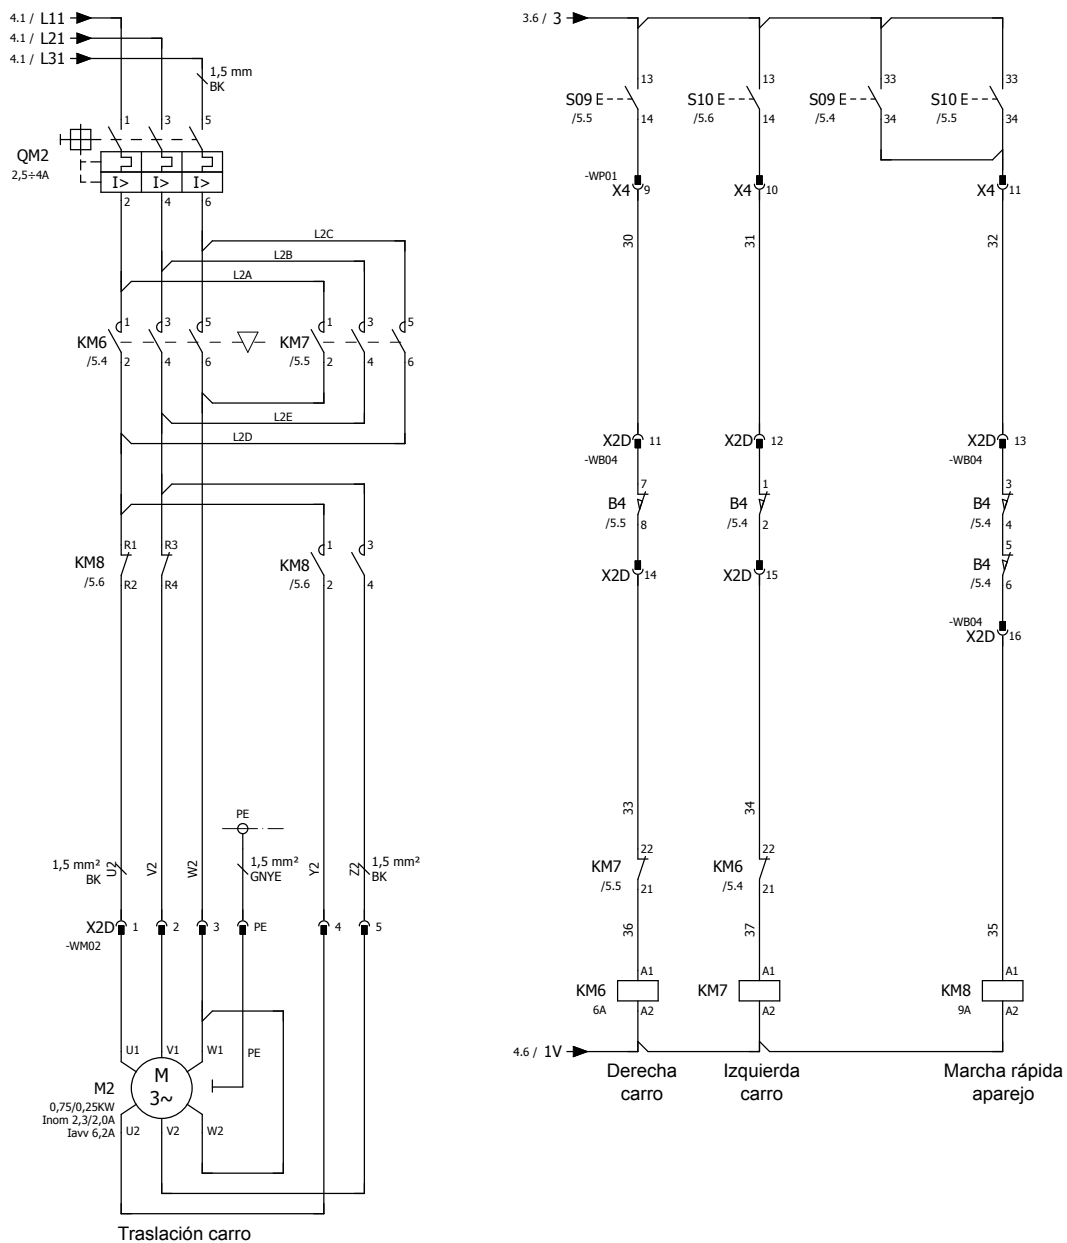 4.1 / L11
4.1 / L21
4.1 / L31
1,5 mm
BK
1 3 5
QM2
2,5÷4A
I> I> I>
2 4 6
L2C
L2B
L2A
1 3 5 1 3 5
KM6 KM7
/5.4 2 4 6 /5.5 2 4 6
L2E
L2D
R1 R3 1 3
KM8 KM8
/5.6 R2 R4 /5.6 2 4
PE
1,5 mm²
BK
U2
V2
W2
1,5 mm²
GNYE
Y2
Z2
1,5 mm²
BK
X2D 1 2 3 PE 4 5
-WM02
U1 V1 W1 PE
M
3~
M2
0,75/0,25KW
Inom 2,3/2,0A
Iavv 6,2A
U2 V2 W2
Traslación carro
3.6 / 3
13 13 33 33
S09 E S10 E S09 E S10 E
/5.5 14 /5.6 14 /5.4 34 /5.5 34
-WP01
X4 9 X4 10 X4 11
30 31 32
X2D 11 X2D 12 X2D 13
-WB04 -WB04
7 1 3
B4 B4 B4
/5.5 8 /5.4 2 /5.4 4
5
B4
/5.4 6
X2D 14 X2D 15
-WB04
X2D 16
33 34
22 22
KM7 KM6
/5.5 21 /5.4 21
36 37 35
A1 A1 A1
KM6 KM7 KM8
6A A2 A2 9A A2
4.6 / 1V
Derecha
carro
Izquierda
carro
Marcha rápida
aparejo